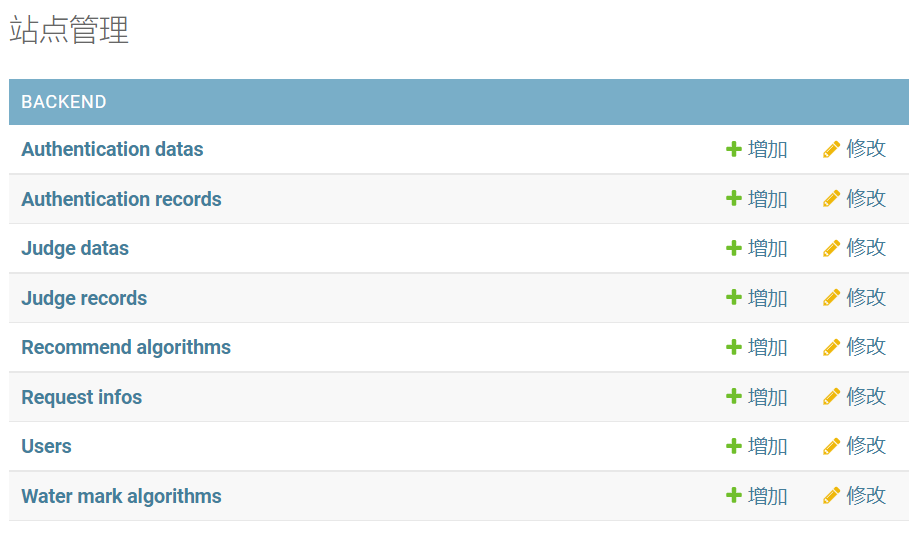 站点管理
BACKEND
Authentication datas 增加 修改
Authentication records 增加 修改
Judge datas 增加 修改
Judge records 增加 修改
Recommend algorithms 增加 修改
Request infos 增加 修改
Users 增加 修改
Water mark algorithms 增加 修改